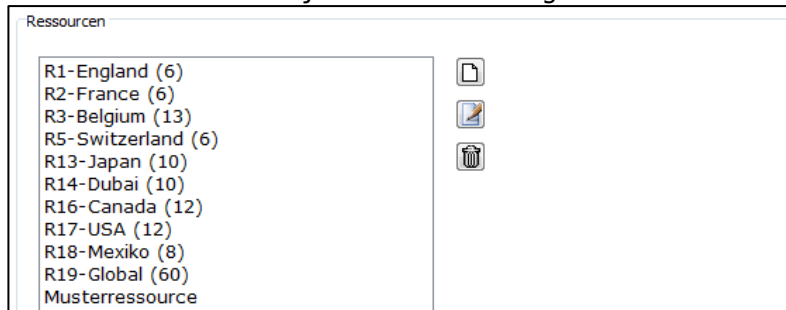 Ressourcen
R1-England (6)
R2-France (6)
R3-Belgium (13)
R5-Switzerland (6)
R13-Japan (10)
R14-Dubai (10)
R16-Canada (12)
R17-USA (12)
R18-Mexiko (8)
R19-Global (60)
Musterressource